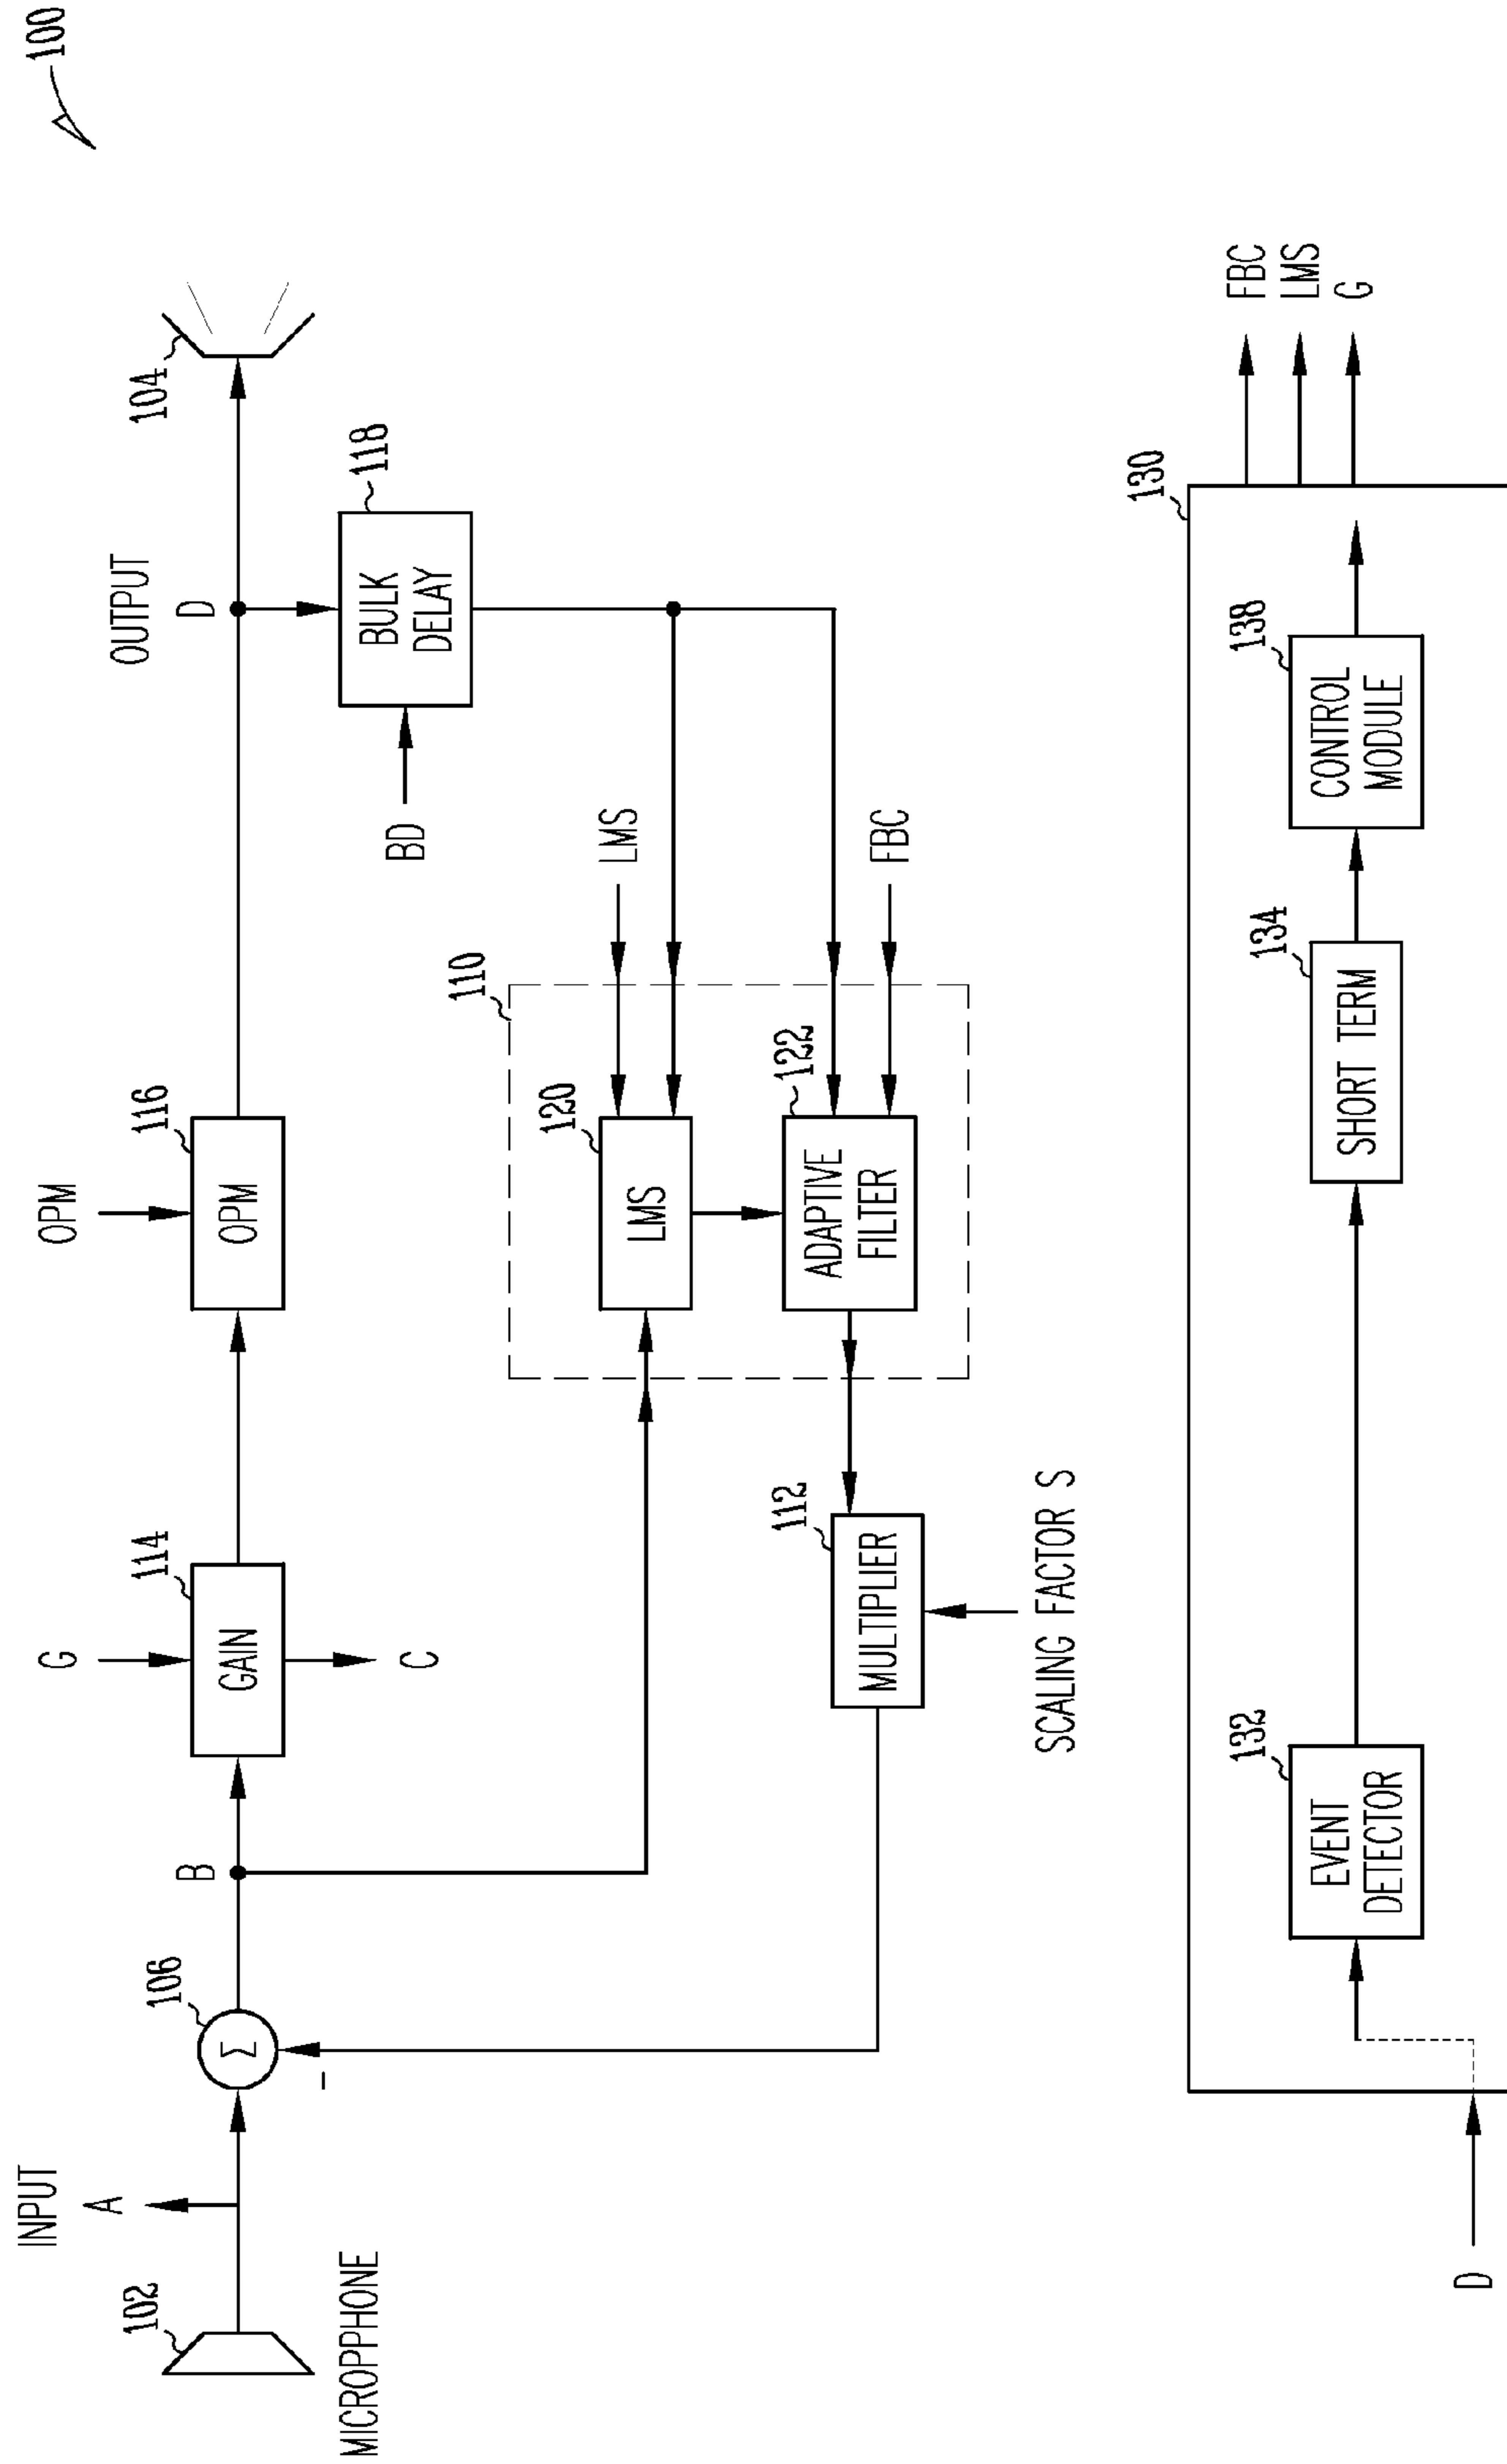 100
INPUT
A
102
MICROPPHONE
106
Σ
–
B
G
114
GAIN
C
OPM
116
OPM
OUTPUT
D
104
118
BULK
DELAY
BD
110
LMS
120
LMS
FBC
122
ADAPTIVE
FILTER
112
MULTIPLIER
SCALING FACTOR S
130
D
132
EVENT
DETECTOR
134
SHORT TERM
138
CONTROL
MODULE
FBC
LMS
G